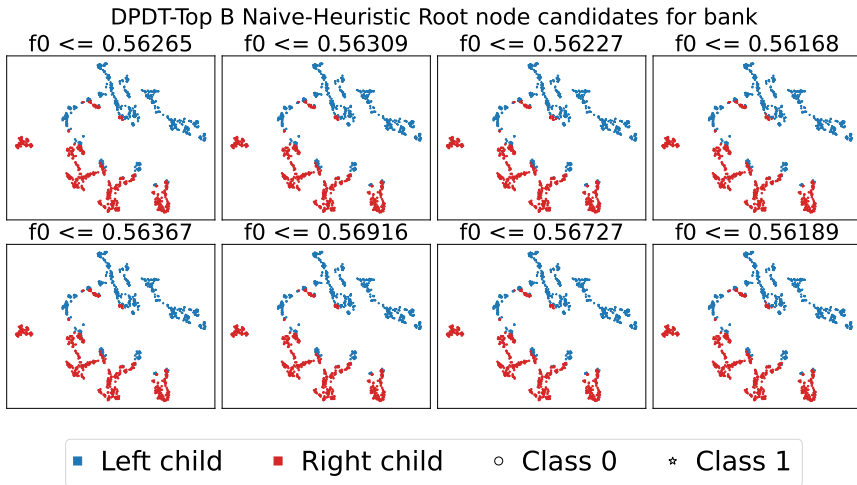 DPDT-Top B Naive-Heuristic Root node candidates for bank
f0 <= 0.56265 f0 <= 0.56309 f0 <= 0.56227 f0 <= 0.56168
f0 <= 0.56367 f0 <= 0.56916 f0 <= 0.56727 f0 <= 0.56189
Left child Right child Class 0 Class 1